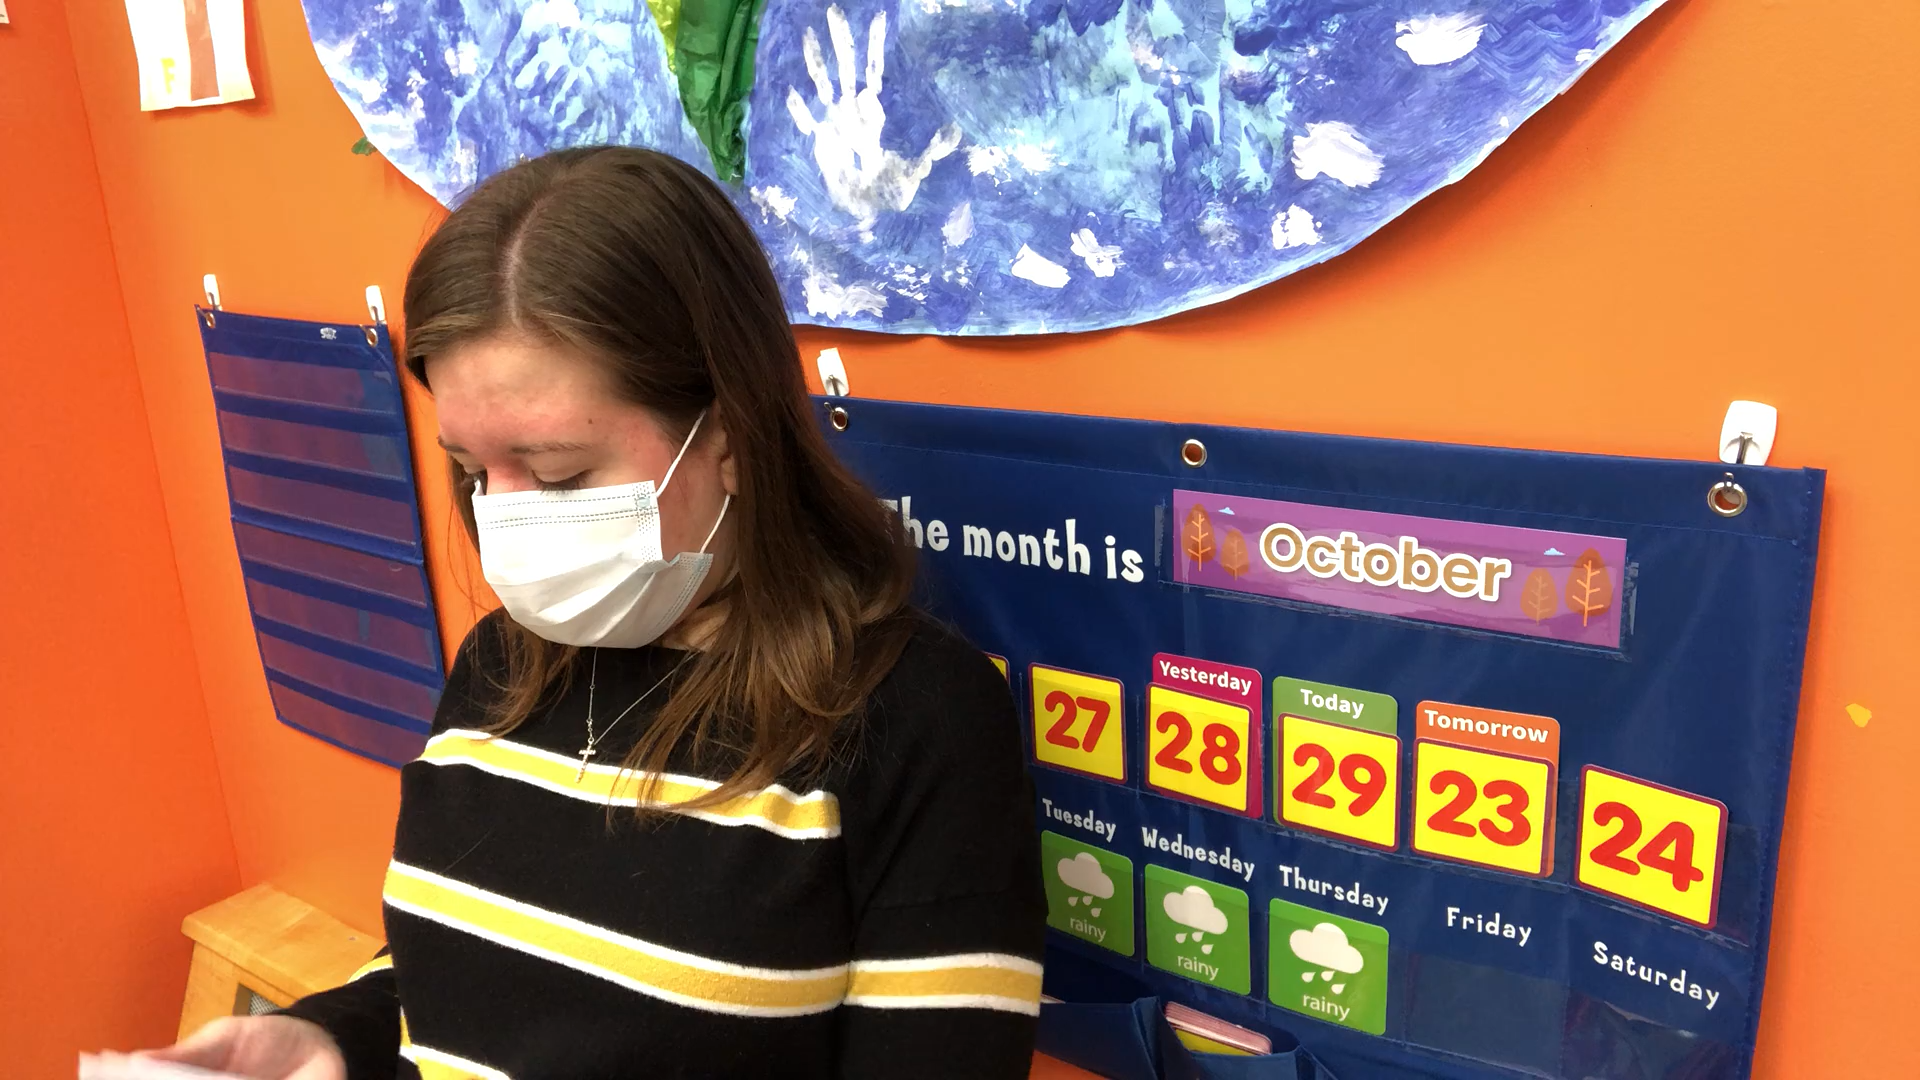 F
The month is
October
Yesterday
Today
Tomorrow
27
28
29
23
24
Tuesday
Wednesday
Thursday
Friday
Saturday
rainy
rainy
rainy